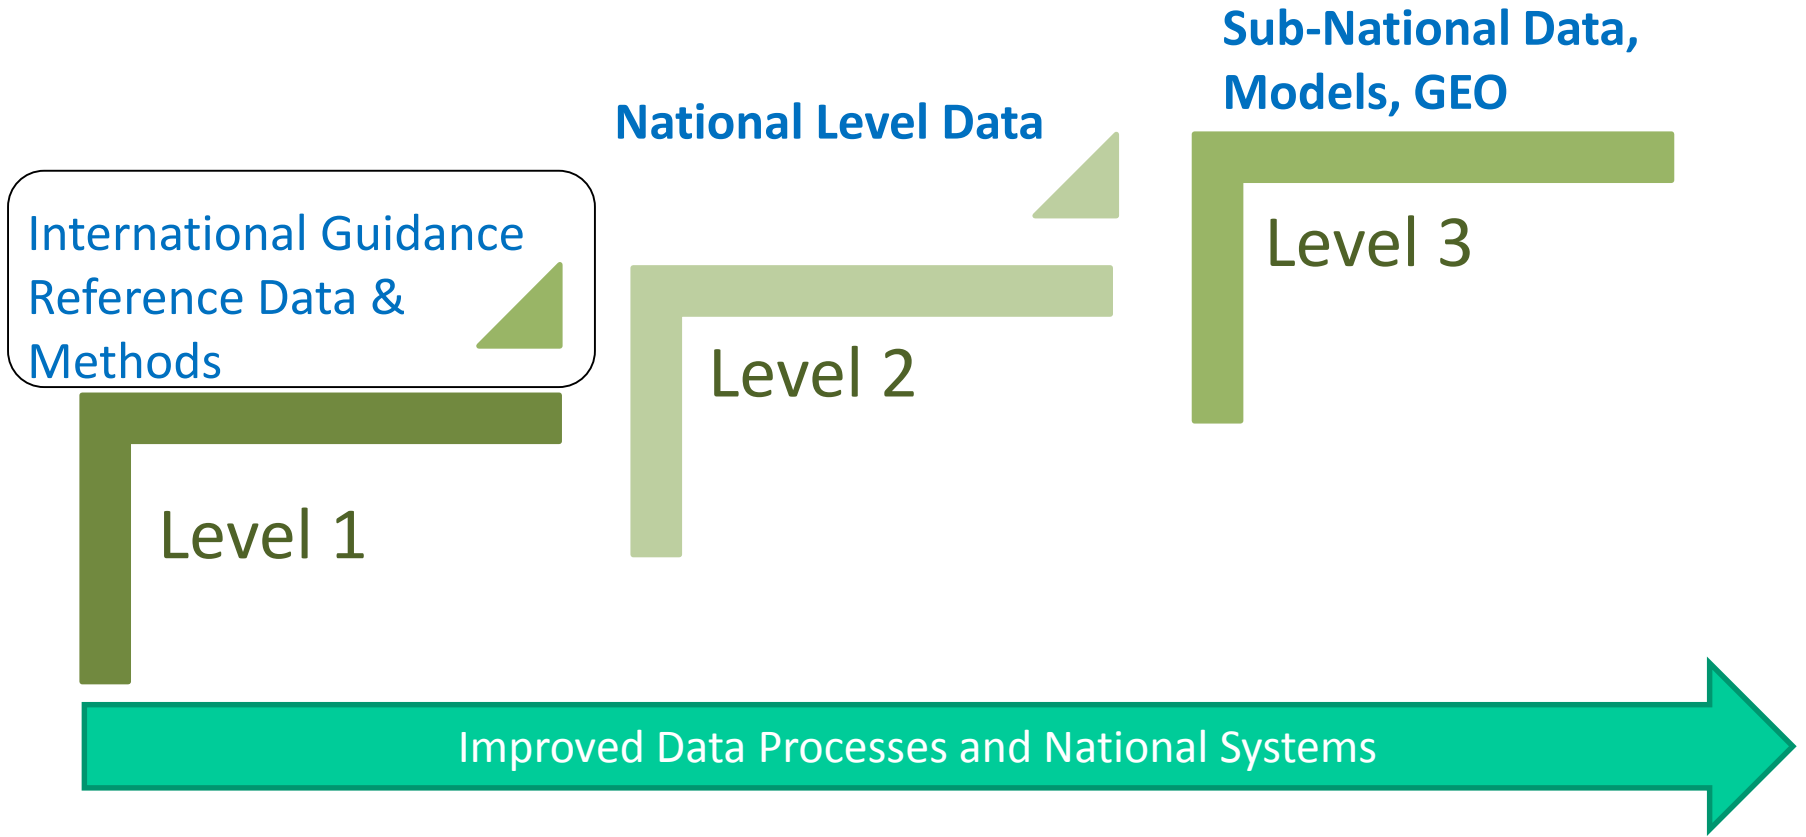 Sub-National Data,
Models, GEO
National Level Data
International Guidance
Reference Data &
Methods
Level 3
Level 2
Level 1
Improved Data Processes and National Systems